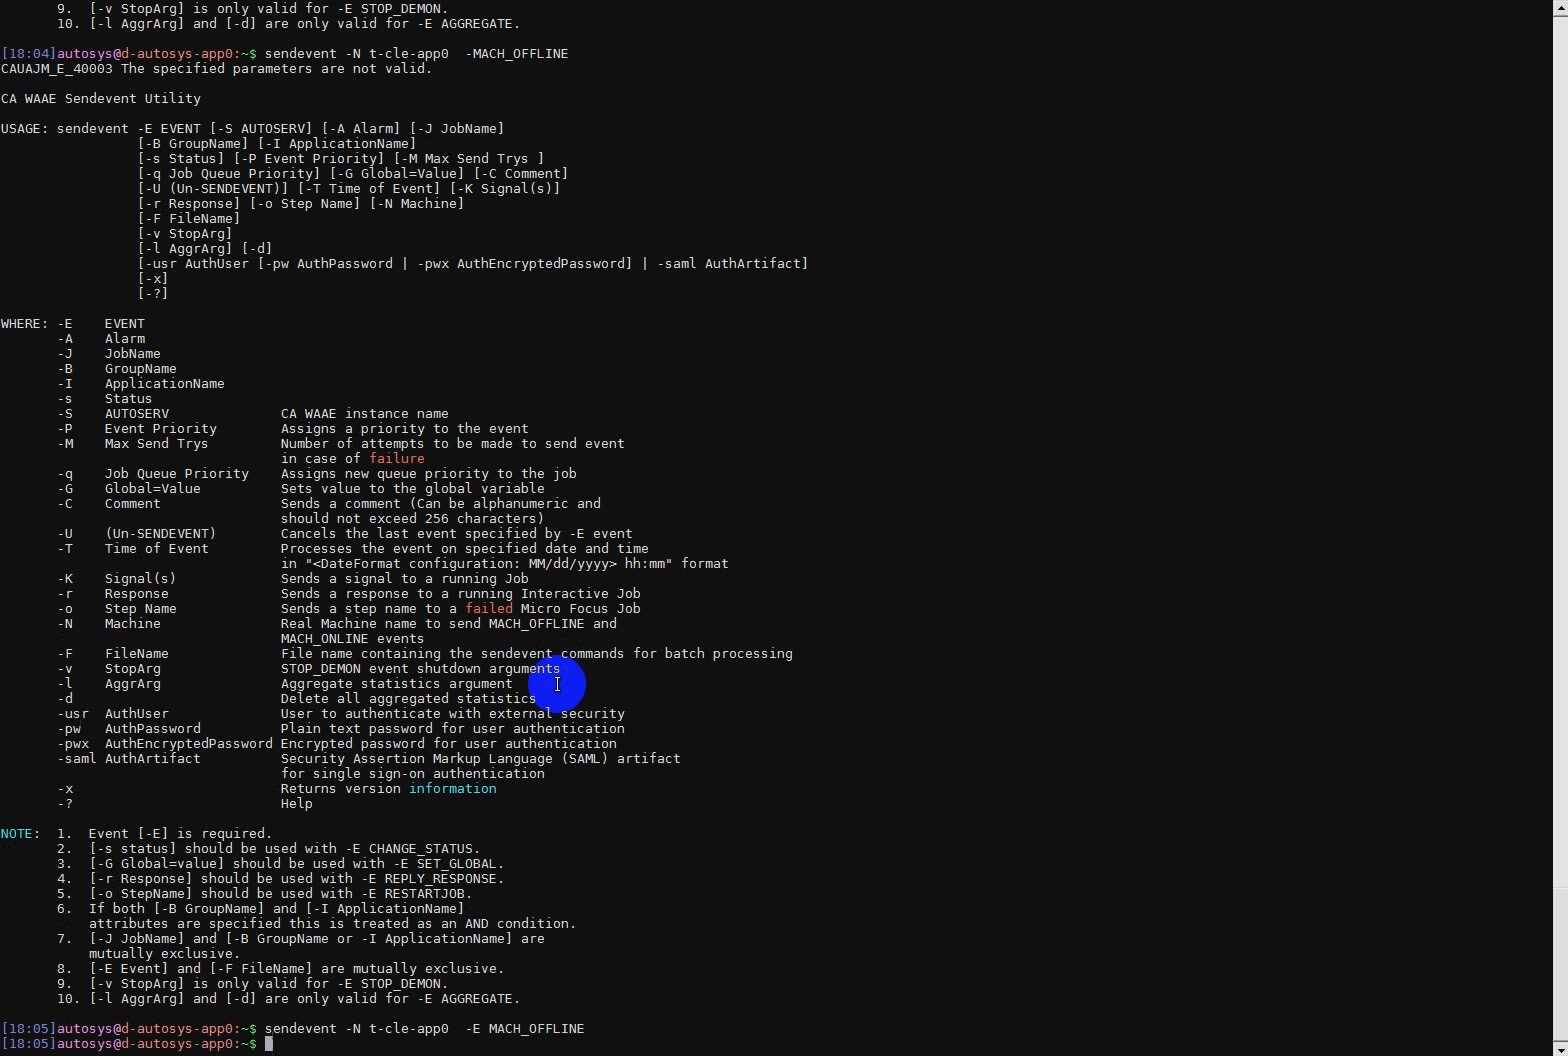 9. [-v StopArg] is only valid for -E STOP_DEMON.
10. [-l AggrArg] and [-d] are only valid for -E AGGREGATE.
[18:04]autosys@d-autosys-app0:~$ sendevent -N t-cle-app0  -MACH_OFFLINE
CAUAJM_E_40003 The specified parameters are not valid.
CA WAAE Sendevent Utility
USAGE: sendevent -E EVENT [-S AUTOSERV] [-A Alarm] [-J JobName]
[-B GroupName] [-I ApplicationName]
[-s Status] [-P Event Priority] [-M Max Send Trys ]
[-q Job Queue Priority] [-G Global=Value] [-C Comment]
[-U (Un-SENDEVENT)] [-T Time of Event] [-K Signal(s)]
[-r Response] [-o Step Name] [-N Machine]
[-F FileName]
[-v StopArg]
[-l AggrArg] [-d]
[-usr AuthUser [-pw AuthPassword | -pwx AuthEncryptedPassword] | -saml AuthArtifact]
[-x]
[-?]
WHERE: -E    EVENT
-A    Alarm
-J    JobName
-B    GroupName
-I    ApplicationName
-s    Status
-S    AUTOSERV              CA WAAE instance name
-P    Event Priority        Assigns a priority to the event
-M    Max Send Trys         Number of attempts to be made to send event
in case of failure
-q    Job Queue Priority    Assigns new queue priority to the job
-G    Global=Value          Sets value to the global variable
-C    Comment               Sends a comment (Can be alphanumeric and
should not exceed 256 characters)
-U    (Un-SENDEVENT)        Cancels the last event specified by -E event
-T    Time of Event         Processes the event on specified date and time
in "<DateFormat configuration: MM/dd/yyyy> hh:mm" format
-K    Signal(s)             Sends a signal to a running Job
-r    Response              Sends a response to a running Interactive Job
-o    Step Name             Sends a step name to a failed Micro Focus Job
-N    Machine               Real Machine name to send MACH_OFFLINE and
MACH_ONLINE events
-F    FileName              File name containing the sendevent commands for batch processing
-v    StopArg               STOP_DEMON event shutdown arguments
-l    AggrArg               Aggregate statistics argument
-d                          Delete all aggregated statistics
-usr  AuthUser              User to authenticate with external security
-pw   AuthPassword          Plain text password for user authentication
-pwx  AuthEncryptedPassword Encrypted password for user authentication
-saml AuthArtifact          Security Assertion Markup Language (SAML) artifact
for single sign-on authentication
-x                          Returns version information
-?                          Help
NOTE:  1.  Event [-E] is required.
2.  [-s status] should be used with -E CHANGE_STATUS.
3.  [-G Global=value] should be used with -E SET_GLOBAL.
4.  [-r Response] should be used with -E REPLY_RESPONSE.
5.  [-o StepName] should be used with -E RESTARTJOB.
6.  If both [-B GroupName] and [-I ApplicationName]
attributes are specified this is treated as an AND condition.
7.  [-J JobName] and [-B GroupName or -I ApplicationName] are
mutually exclusive.
8.  [-E Event] and [-F FileName] are mutually exclusive.
9.  [-v StopArg] is only valid for -E STOP_DEMON.
10. [-l AggrArg] and [-d] are only valid for -E AGGREGATE.
[18:05]autosys@d-autosys-app0:~$ sendevent -N t-cle-app0  -E MACH_OFFLINE
[18:05]autosys@d-autosys-app0:~$